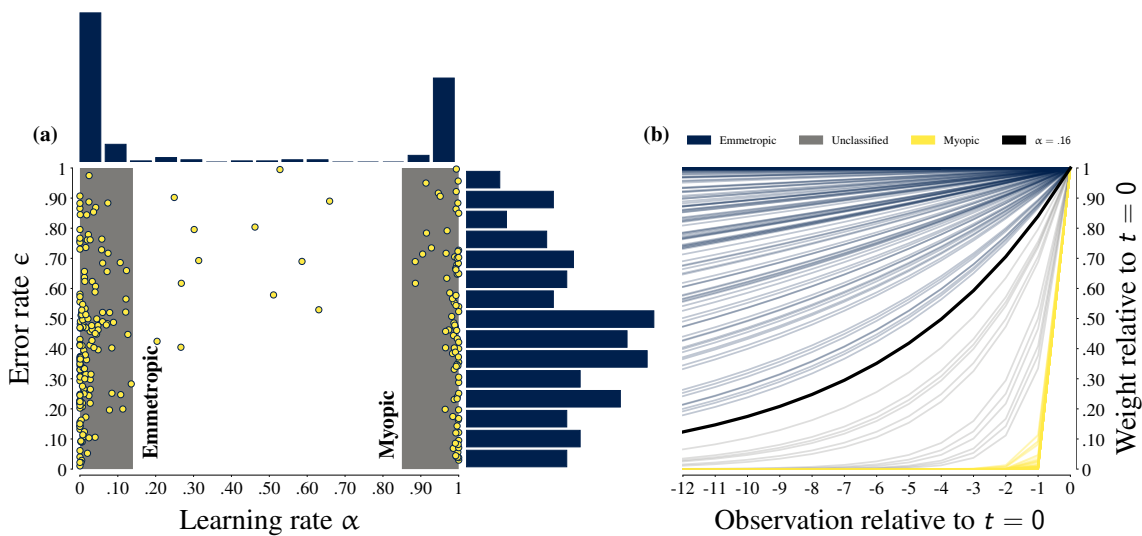 (a)
1
.90
.80
.70
.60
.50
.40
.30
.20
.10
0
Error rate ϵ
Emmetropic
Myopic
0 .10 .20 .30 .40 .50 .60 .70 .80 .90 1
Learning rate α
(b)
Emmetropic Unclassified Myopic α = .16
1
.90
.80
.70
.60
.50
.40
.30
.20
.10
0
Weight relative to t = 0
-12 -11 -10 -9 -8 -7 -6 -5 -4 -3 -2 -1 0
Observation relative to t = 0